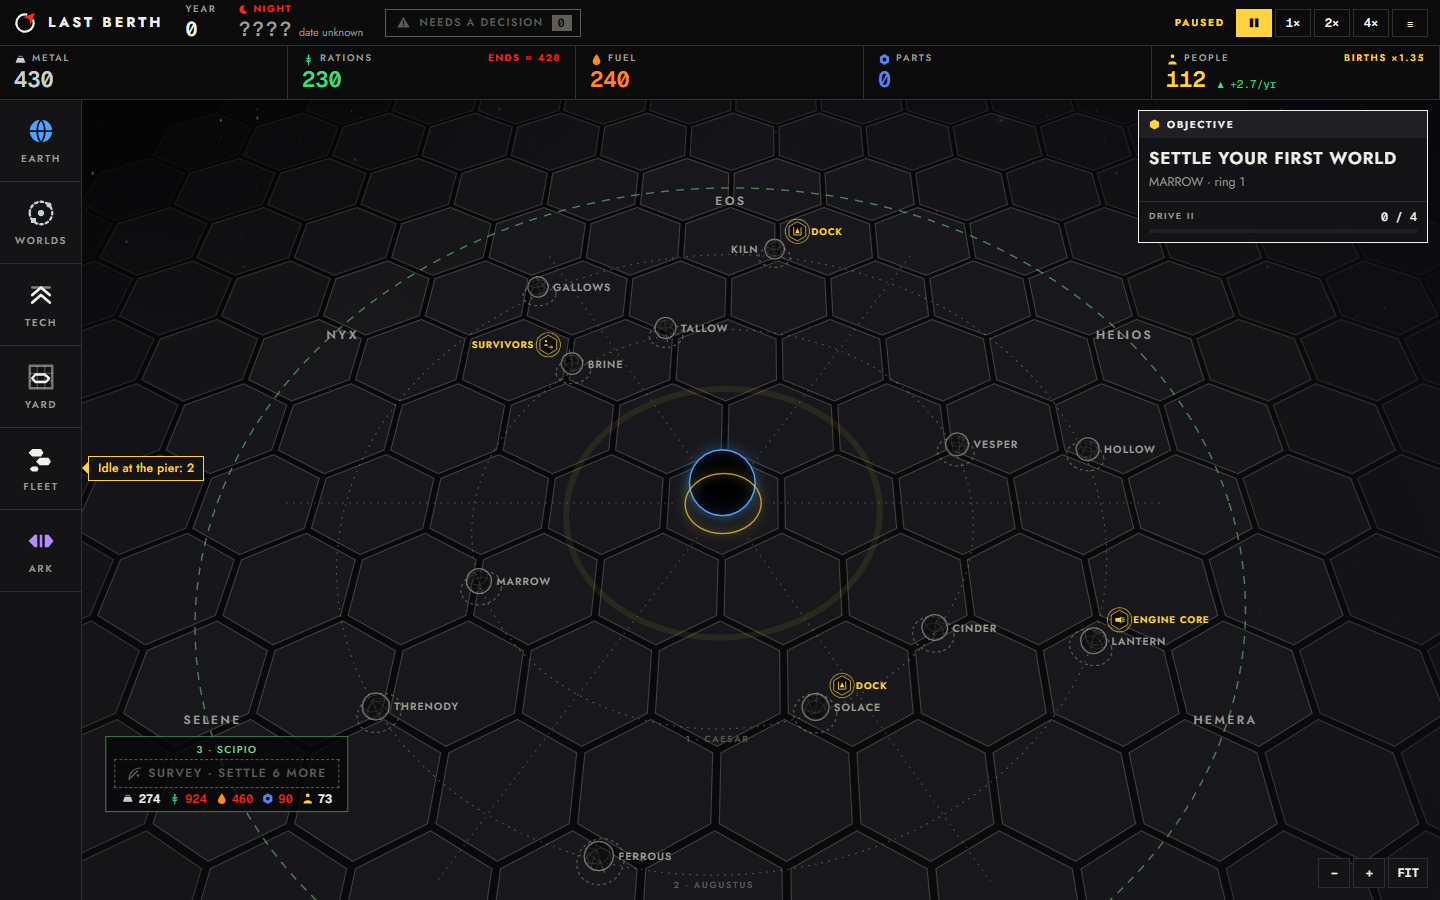 LAST BERTH
YEAR
0
NIGHT
???? date unknown
NEEDS A DECISION 0
PAUSED
1×
2×
4×
METAL
430
RATIONS
ENDS ≈ 428
230
FUEL
240
PARTS
0
PEOPLE
BIRTHS ×1.35
112 ▲ +2.7/yr
EARTH
WORLDS
TECH
YARD
FLEET
ARK
Idle at the pier: 2
OBJECTIVE
SETTLE YOUR FIRST WORLD
MARROW · ring 1
DRIVE II
0 / 4
EOS
DOCK
KILN
GALLOWS
NYX
TALLOW
HELIOS
SURVIVORS
BRINE
VESPER
HOLLOW
MARROW
ENGINE CORE
CINDER
LANTERN
DOCK
THRENODY
SOLACE
SELENE
HEMERA
1 · CAESAR
3 · SCIPIO
SURVEY · SETTLE 6 MORE
274 924 460 90 73
FERROUS
2 · AUGUSTUS
− + FIT